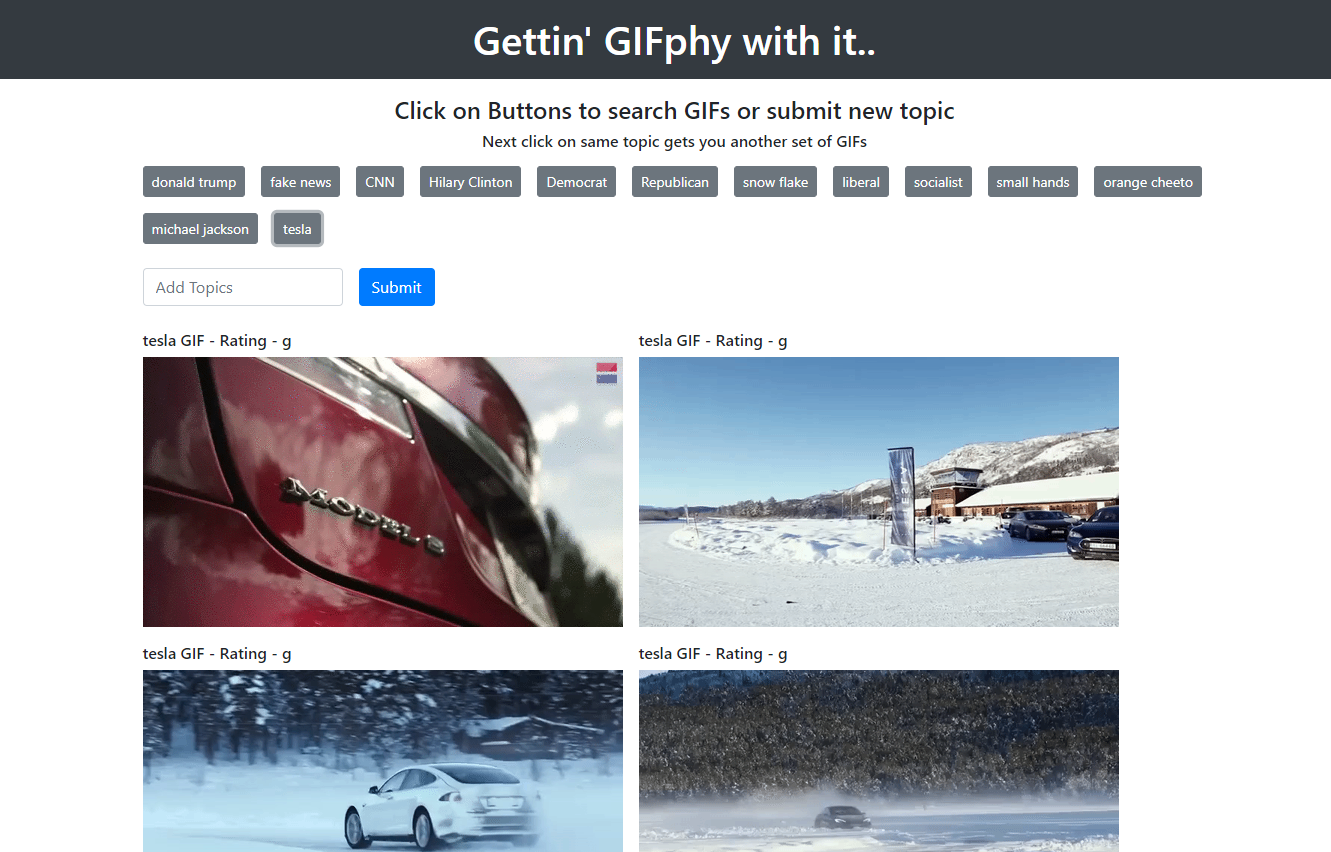 Gettin' GIFphy with it..
Click on Buttons to search GIFs or submit new topic
Next click on same topic gets you another set of GIFs
donald trump fake news CNN Hilary Clinton Democrat Republican snow flake liberal socialist small hands orange cheeto
michael jackson tesla
Add Topics Submit
tesla GIF - Rating - g tesla GIF - Rating - g
MODEL S
TESLA
tesla GIF - Rating - g tesla GIF - Rating - g